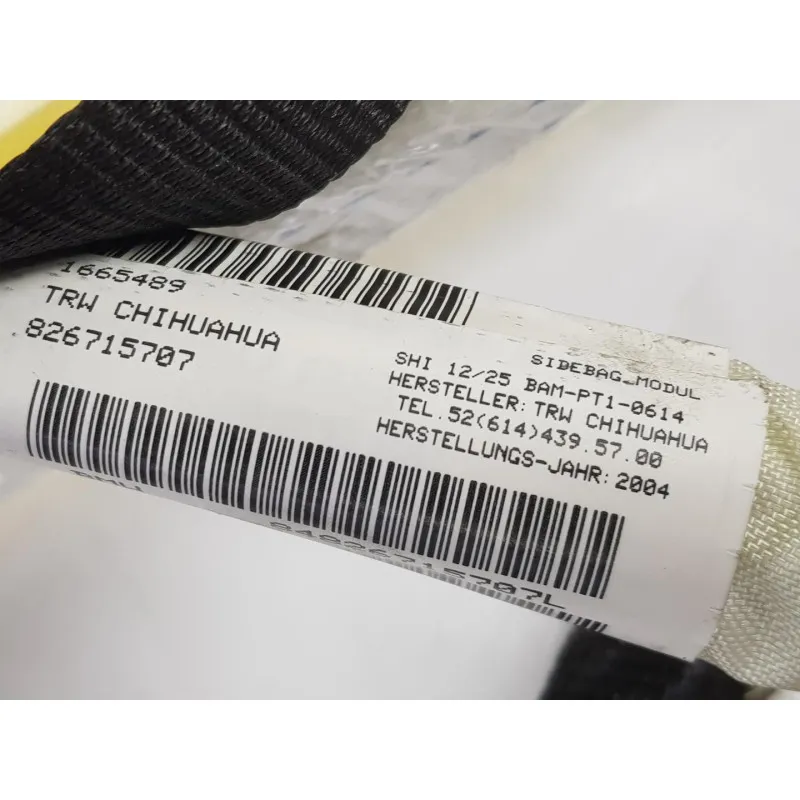 1665489
TRW CHIHUAHUA
826715707
SIDEBAG_MODUL
SHI 12/25 BAM-PT1-0614
HERSTELLER: TRW CHIHUAHUA
TEL.52(614)439.57.00
HERSTELLUNGS-JAHR: 2004